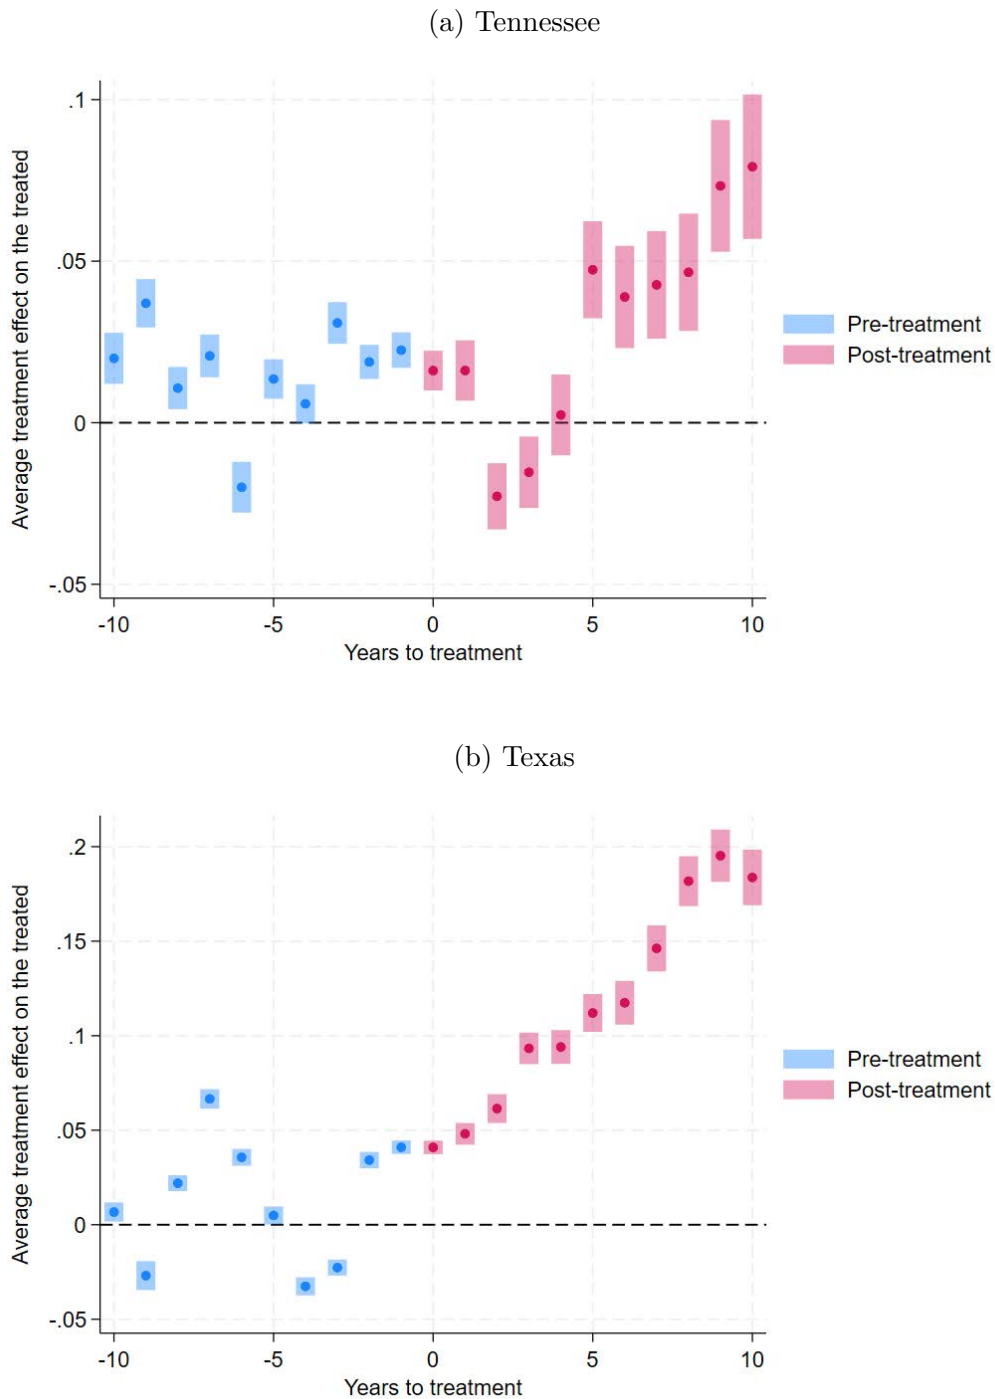 (a) Tennessee
.1
.05
0
-.05
Average treatment effect on the treated
-10 -5 0 5 10
Years to treatment
Pre-treatment
Post-treatment
(b) Texas
.2
.15
.1
.05
0
-.05
Average treatment effect on the treated
-10 -5 0 5 10
Years to treatment
Pre-treatment
Post-treatment